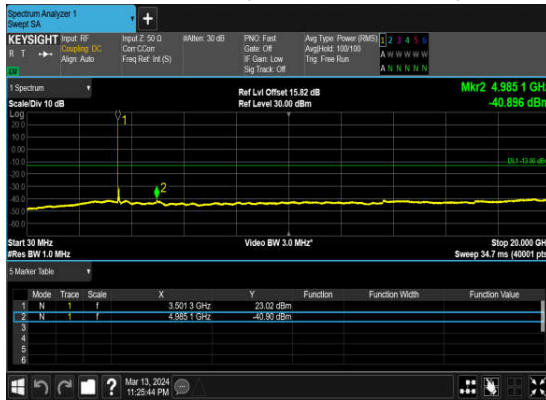 Spectrum Analyzer 1
Swept SA
+
KEYSIGHT Input: RF Input Z: 50 Ω #Atten: 30 dB PNO: Fast Avg Type: Power (RMS) 1 2 3 4 5 6
R T Coupling: DC Corr CCorr Gate: Off Avg|Hold: 100/100 A W W W W W
Align: Auto Freq Ref: Int (S) IF Gain: Low Trig: Free Run
Sig Track: Off A N N N N N
1 Spectrum Ref Lvl Offset 15.82 dB Mkr2 4.985 1 GHz
Scale/Div 10 dB Ref Level 30.00 dBm -40.896 dBm
Log
20.0
10.0
0.00
-10.0
-20.0
-30.0
-40.0
-50.0
-60.0
1
2
Start 30 MHz Video BW 3.0 MHz* Stop 20.000 GH
#Res BW 1.0 MHz Sweep 34.7 ms (40001 pts
5 Marker Table
Mode Trace Scale X Y Function Function Width Function Value
1 N 1 f 3.501 3 GHz 23.02 dBm
2 N 1 f 4.985 1 GHz -40.90 dBm
3
4
5
6
? Mar 13, 2024
11:25:44 PM